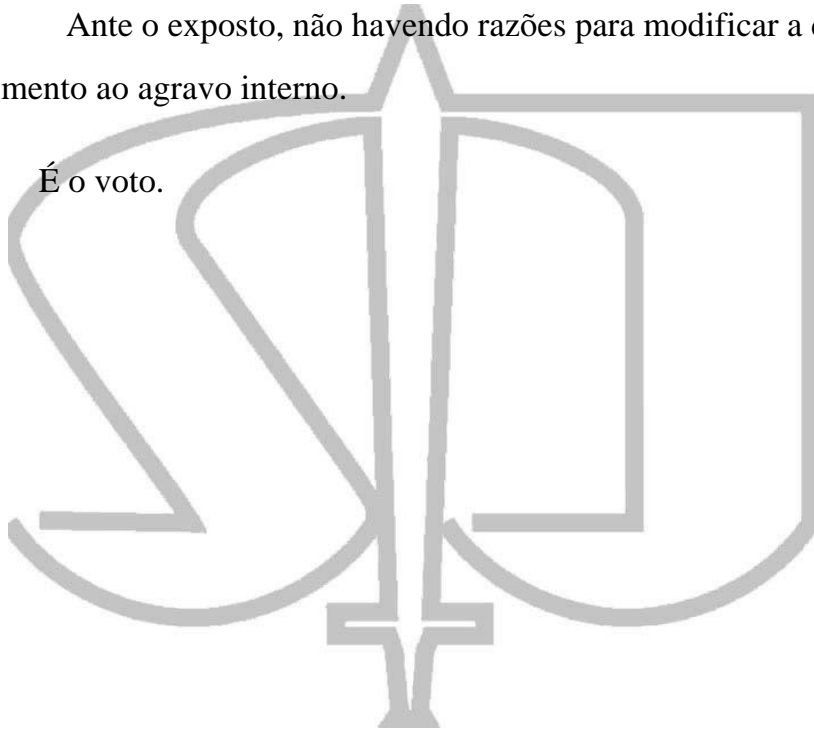 Ante o exposto, não havendo razões para modificar a
mento ao agravo interno.
É o voto.